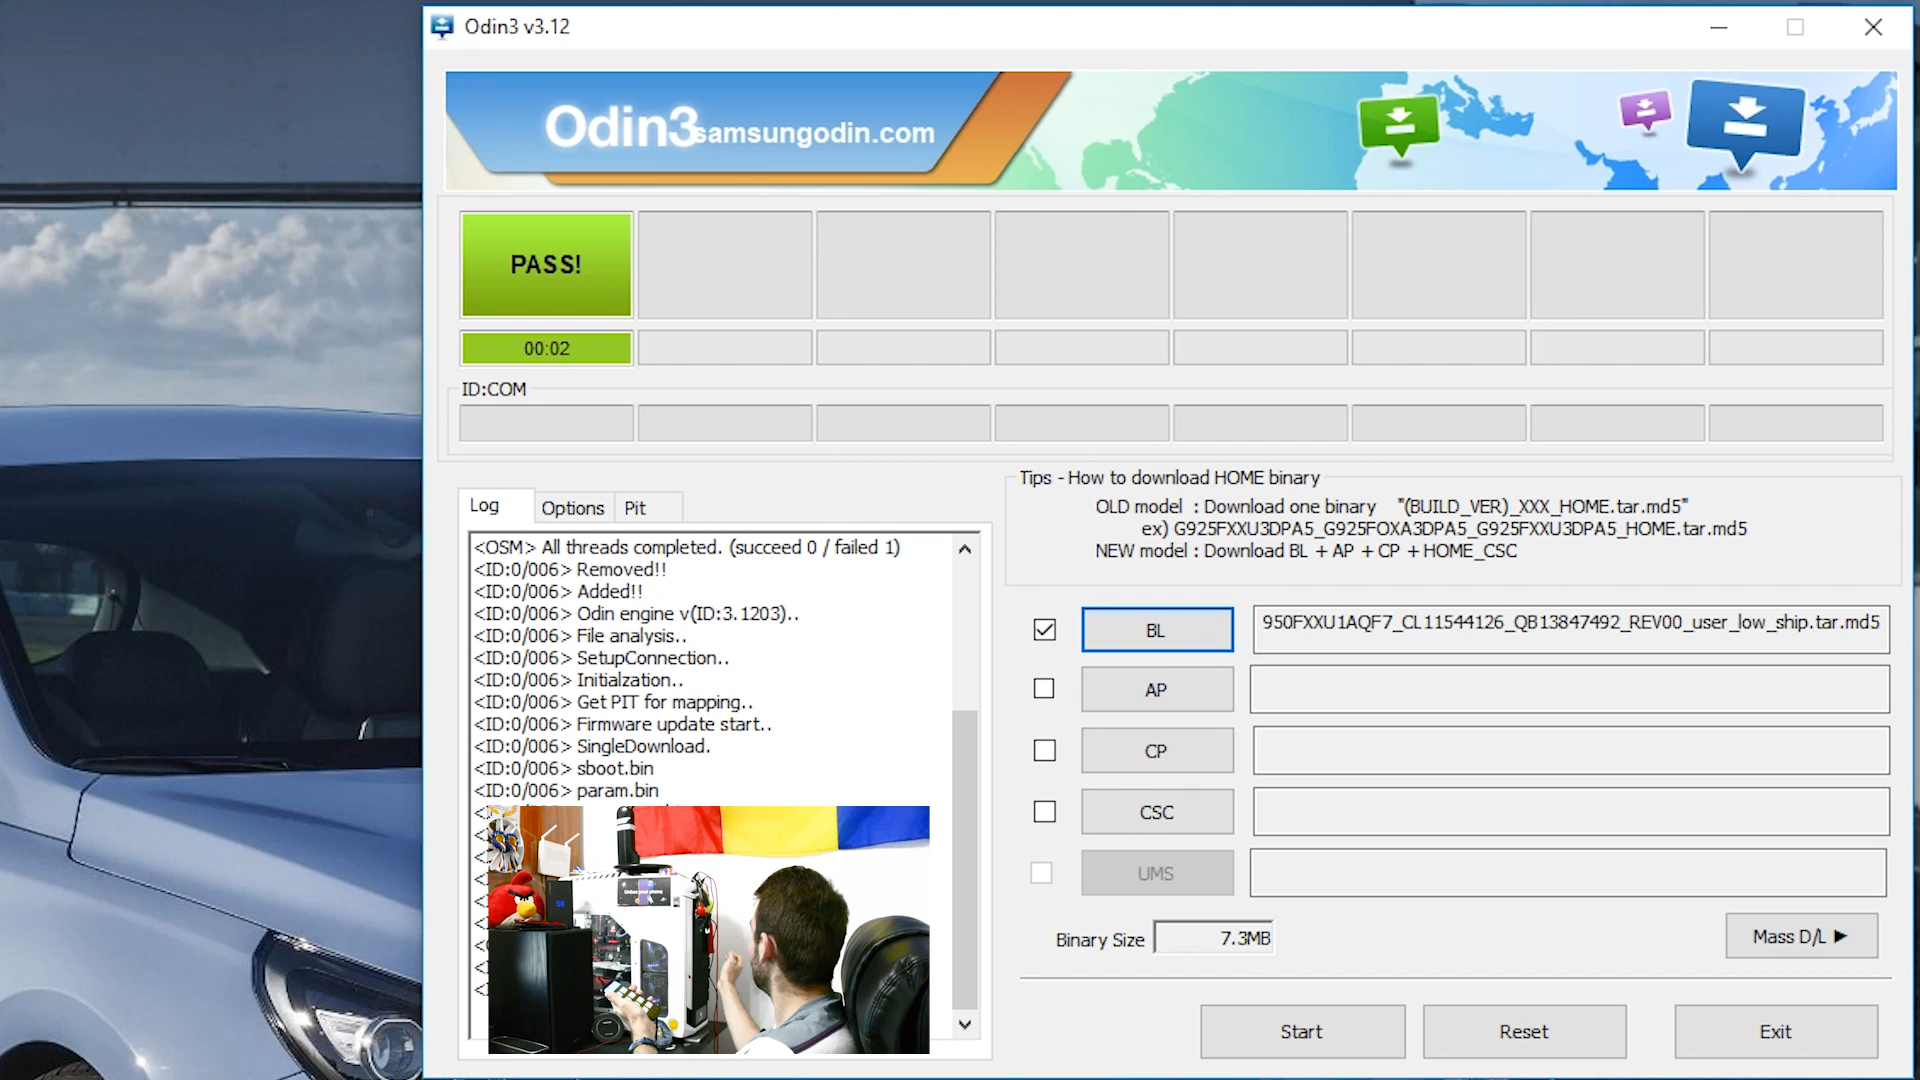 Odin3 v3.12
Odin3 samsungodin.com
PASS!
00:02
ID:COM
Log
Options
Pit
<OSM> All threads completed. (succeed 0 / failed 1)
<ID:0/006> Removed!!
<ID:0/006> Added!!
<ID:0/006> Odin engine v(ID:3.1203)..
<ID:0/006> File analysis..
<ID:0/006> SetupConnection..
<ID:0/006> Initialzation..
<ID:0/006> Get PIT for mapping..
<ID:0/006> Firmware update start..
<ID:0/006> SingleDownload.
<ID:0/006> sboot.bin
<ID:0/006> param.bin
Tips - How to download HOME binary
OLD model : Download one binary "(BUILD_VER)_XXX_HOME.tar.md5"
ex) G925FXXU3DPA5_G925FOXA3DPA5_G925FXXU3DPA5_HOME.tar.md5
NEW model : Download BL + AP + CP + HOME_CSC
BL
950FXXU1AQF7_CL11544126_QB13847492_REV00_user_low_ship.tar.md5
AP
CP
CSC
UMS
Binary Size
7.3MB
Mass D/L
Start
Reset
Exit
S8